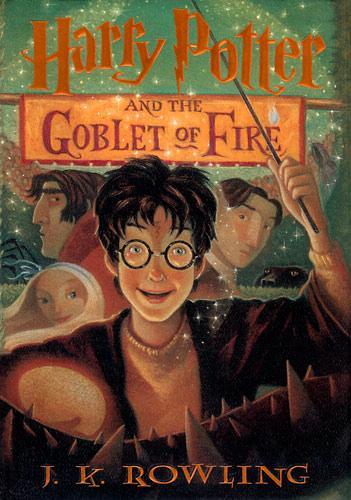 Harry Potter
AND THE
GOBLET OF FIRE
J. K. ROWLING